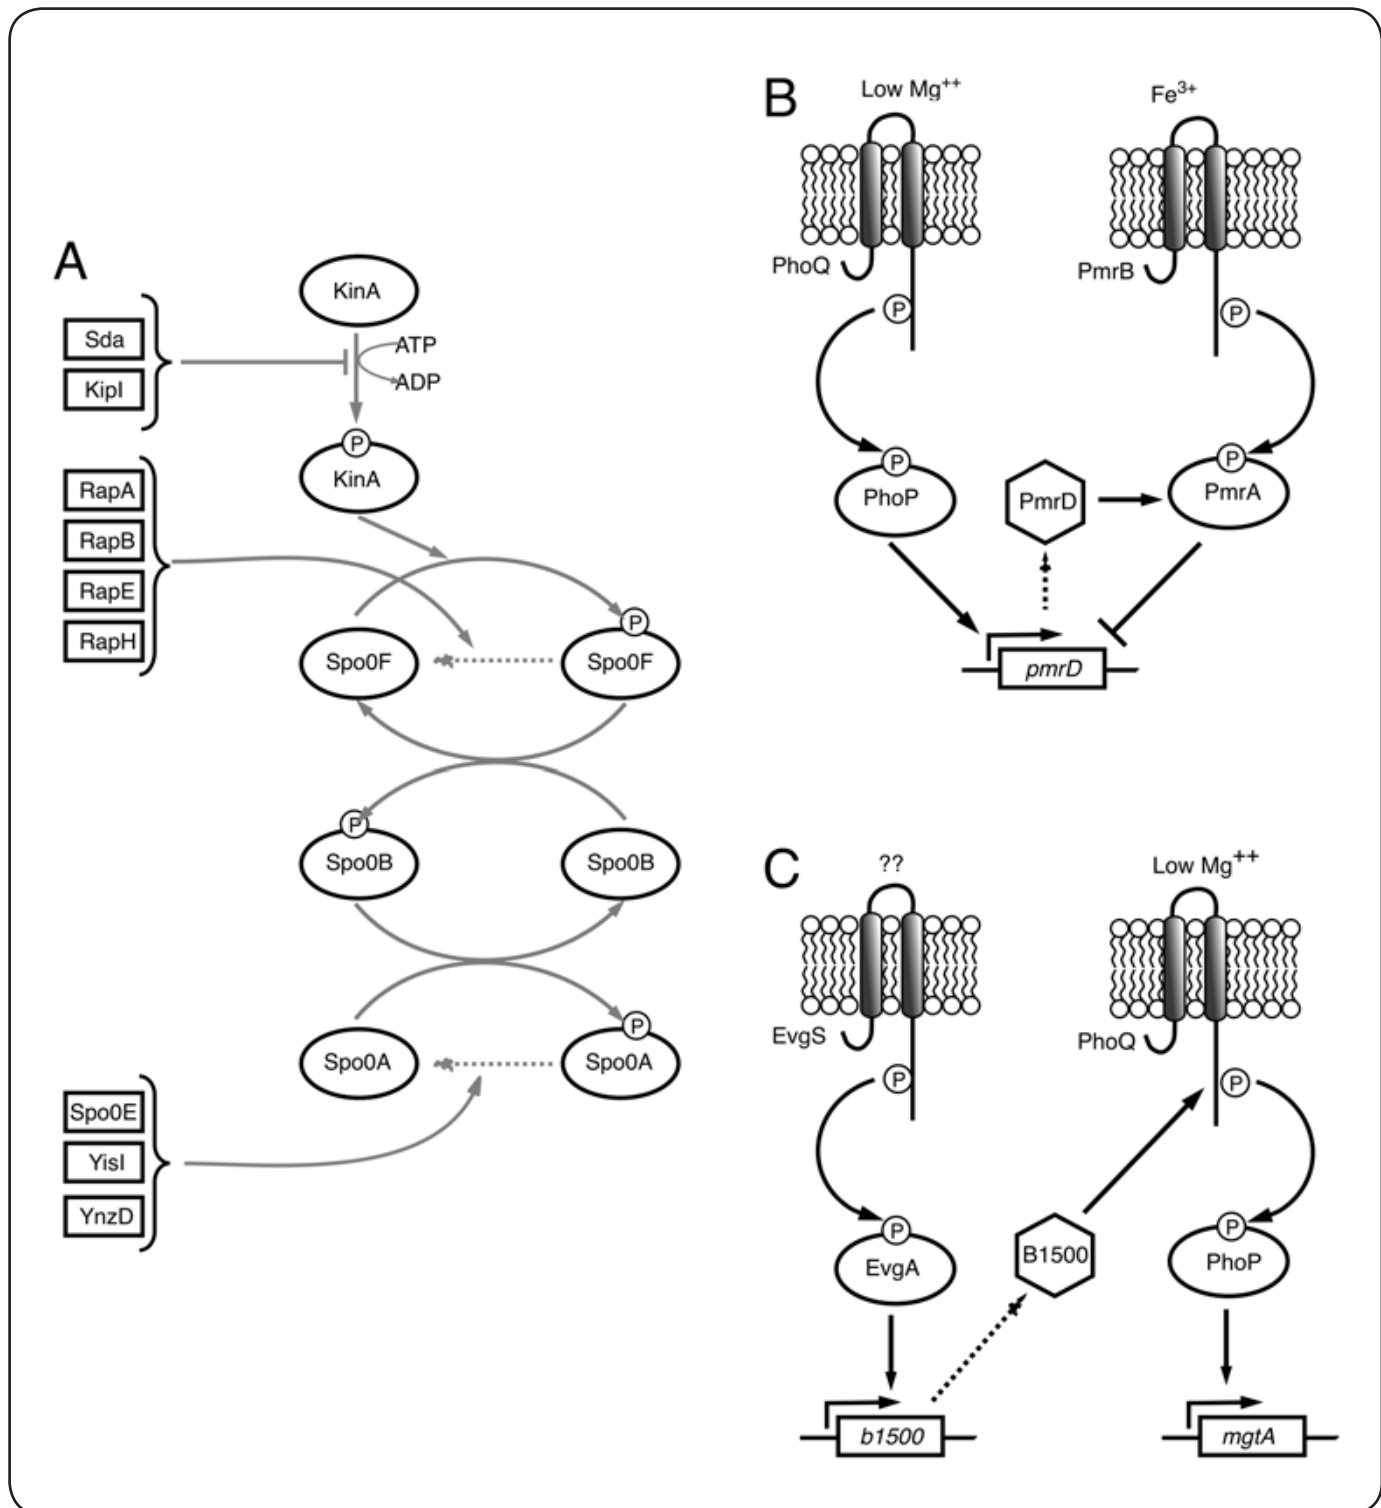 A
KinA
Sda
KipI
ATP
ADP
P
KinA
RapA
RapB
RapE
RapH
P
Spo0F
Spo0F
P
Spo0B
Spo0B
P
Spo0A
Spo0A
Spo0E
YisI
YnzD
B
Low Mg++
Fe3+
PhoQ
PmrB
P
P
P
P
PhoP
PmrD
PmrA
pmrD
C
??
Low Mg++
EvgS
PhoQ
P
P
P
P
EvgA
B1500
PhoP
b1500
mgtA